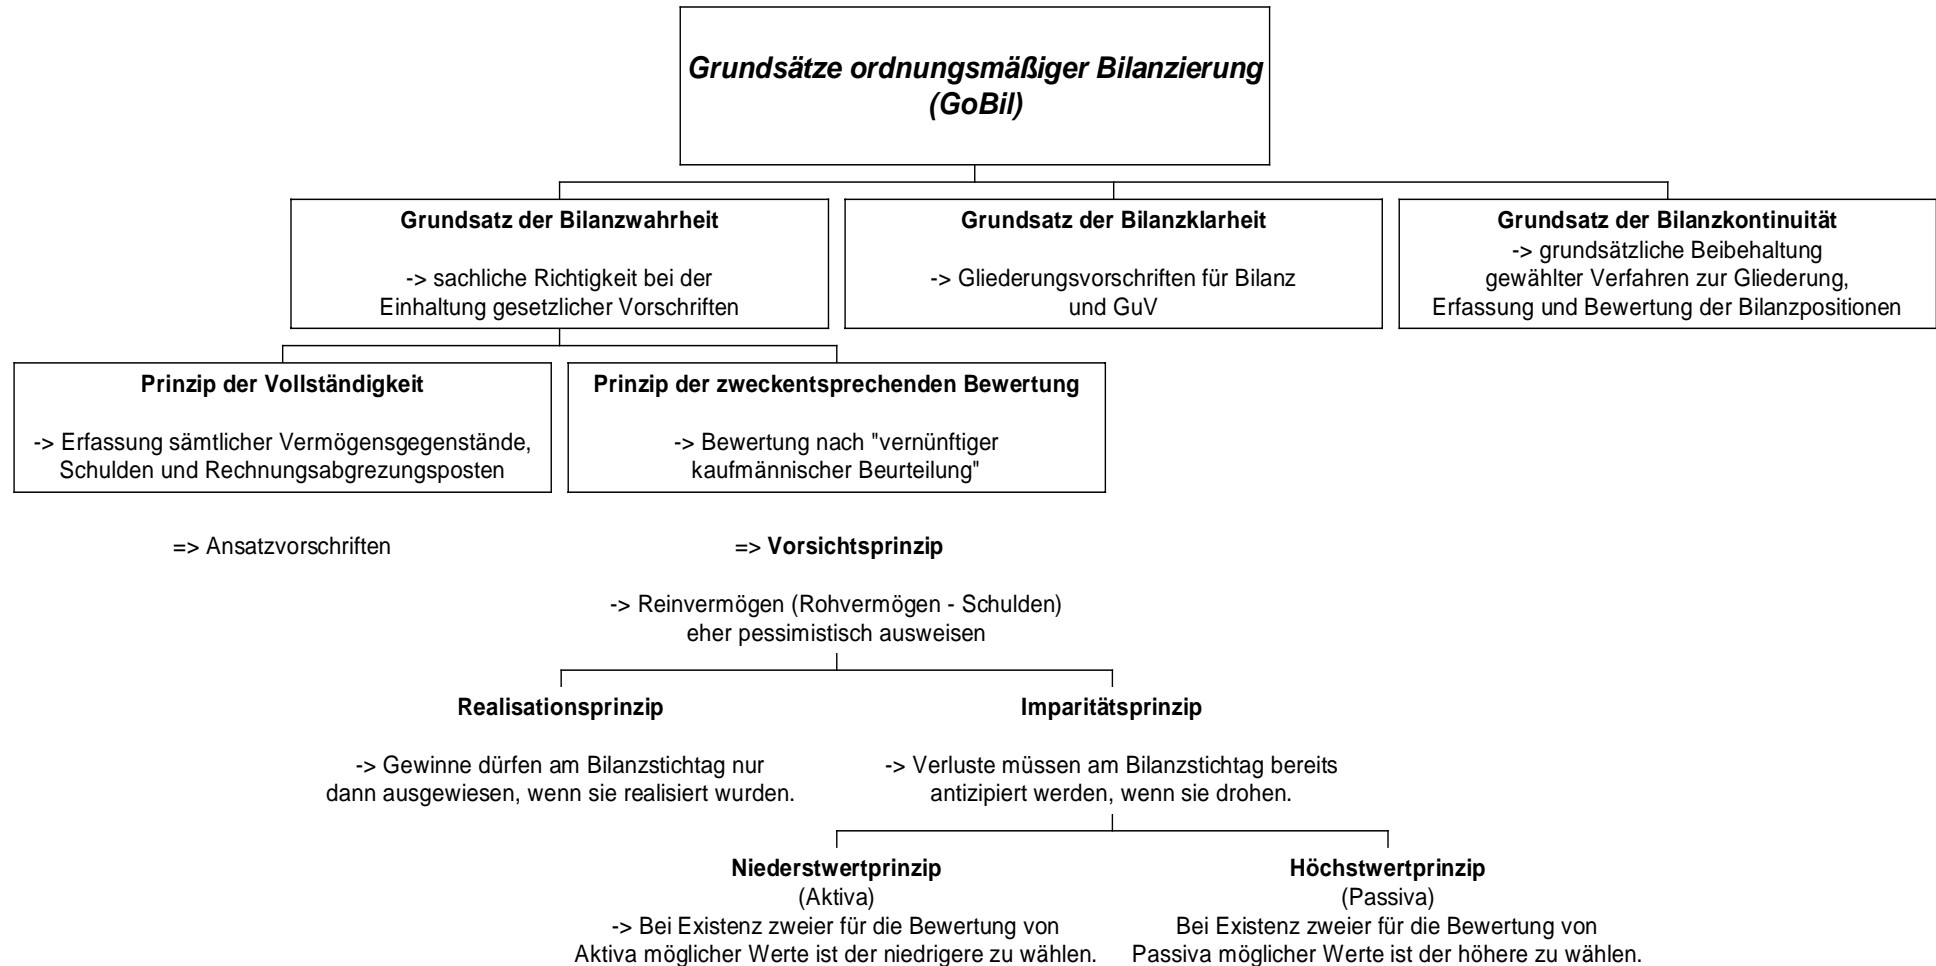 Grundsätze ordnungsmäßiger Bilanzierung
(GoBil)
Grundsatz der Bilanzwahrheit
-> sachliche Richtigkeit bei der
Einhaltung gesetzlicher Vorschriften
Grundsatz der Bilanzklarheit
-> Gliederungsvorschriften für Bilanz
und GuV
Grundsatz der Bilanzkontinuität
-> grundsätzliche Beibehaltung
gewählter Verfahren zur Gliederung,
Erfassung und Bewertung der Bilanzpositionen
Prinzip der Vollständigkeit
-> Erfassung sämtlicher Vermögensgegenstände,
Schulden und Rechnungsabgrezungsposten
Prinzip der zweckentsprechenden Bewertung
-> Bewertung nach "vernünftiger
kaufmännischer Beurteilung"
=> Ansatzvorschriften
=> Vorsichtsprinzip
-> Reinvermögen (Rohvermögen - Schulden)
eher pessimistisch ausweisen
Realisationsprinzip
-> Gewinne dürfen am Bilanzstichtag nur
dann ausgewiesen, wenn sie realisiert wurden.
Imparitätsprinzip
-> Verluste müssen am Bilanzstichtag bereits
antizipiert werden, wenn sie drohen.
Niederstwertprinzip
(Aktiva)
-> Bei Existenz zweier für die Bewertung von
Aktiva möglicher Werte ist der niedrigere zu wählen.
Höchstwertprinzip
(Passiva)
Bei Existenz zweier für die Bewertung von
Passiva möglicher Werte ist der höhere zu wählen.